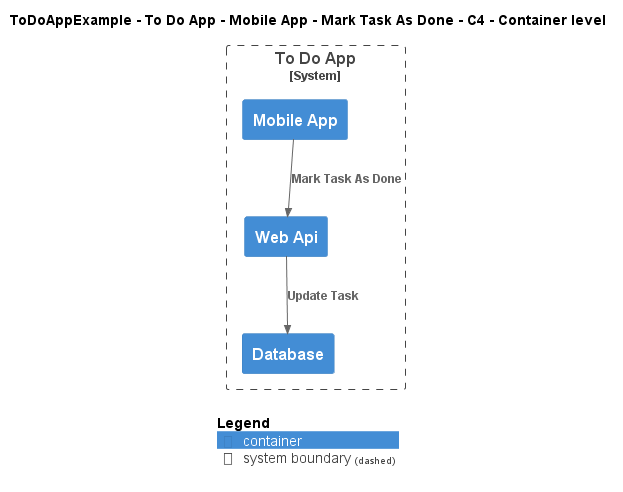 ToDoAppExample - To Do App - Mobile App - Mark Task As Done - C4 - Container level
To Do App
[System]
Mobile App
Mark Task As Done
Web Api
Update Task
Database
Legend
container
system boundary (dashed)